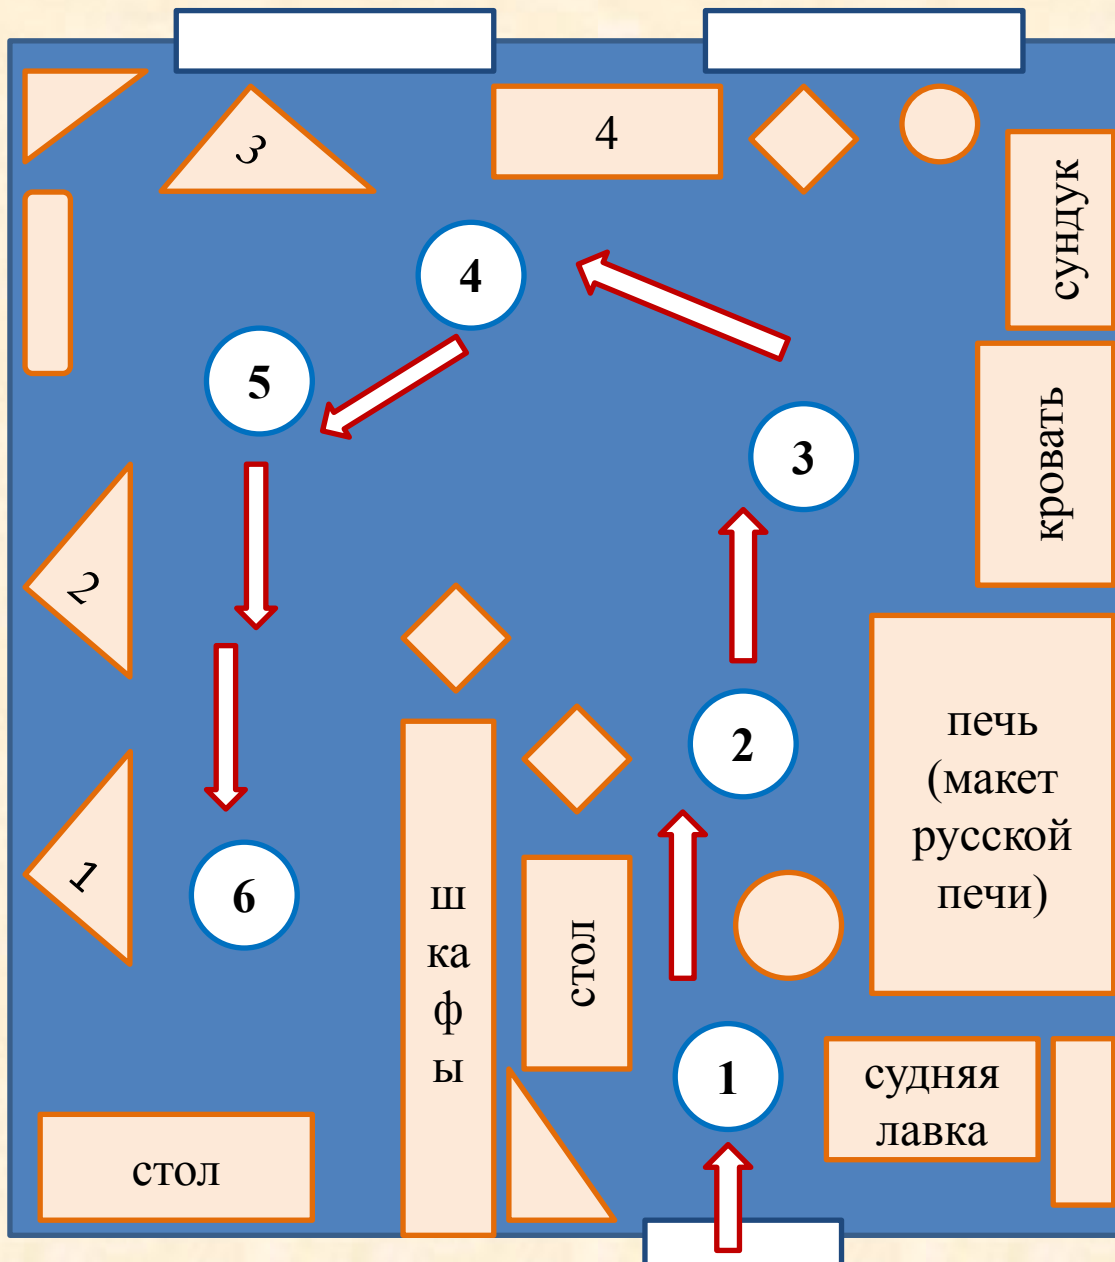 3
4
сундук
4
5
3
кровать
2
2
печь
(макет
русской
печи)
1
6
ш
ка
ф
ы
стол
1
судняя
лавка
стол